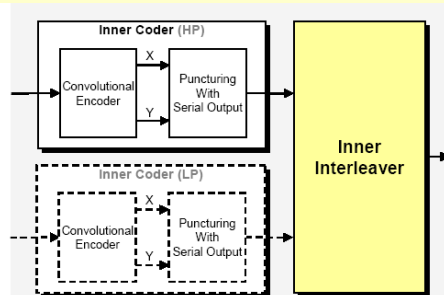 Inner Coder (HP)
Convolutional
Encoder
X
Y
Puncturing
With
Serial Output
Inner Coder (LP)
Convolutional
Encoder
X
Y
Puncturing
With
Serial Output
Inner
Interleaver